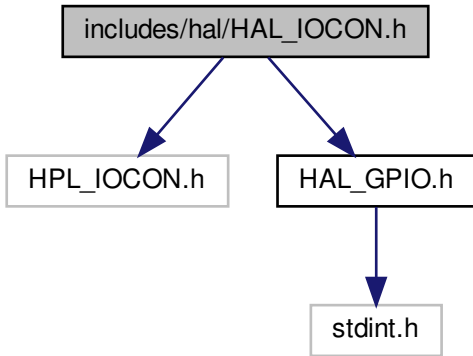 includes/hal/HAL_IOCON.h
HPL_IOCON.h
HAL_GPIO.h
stdint.h